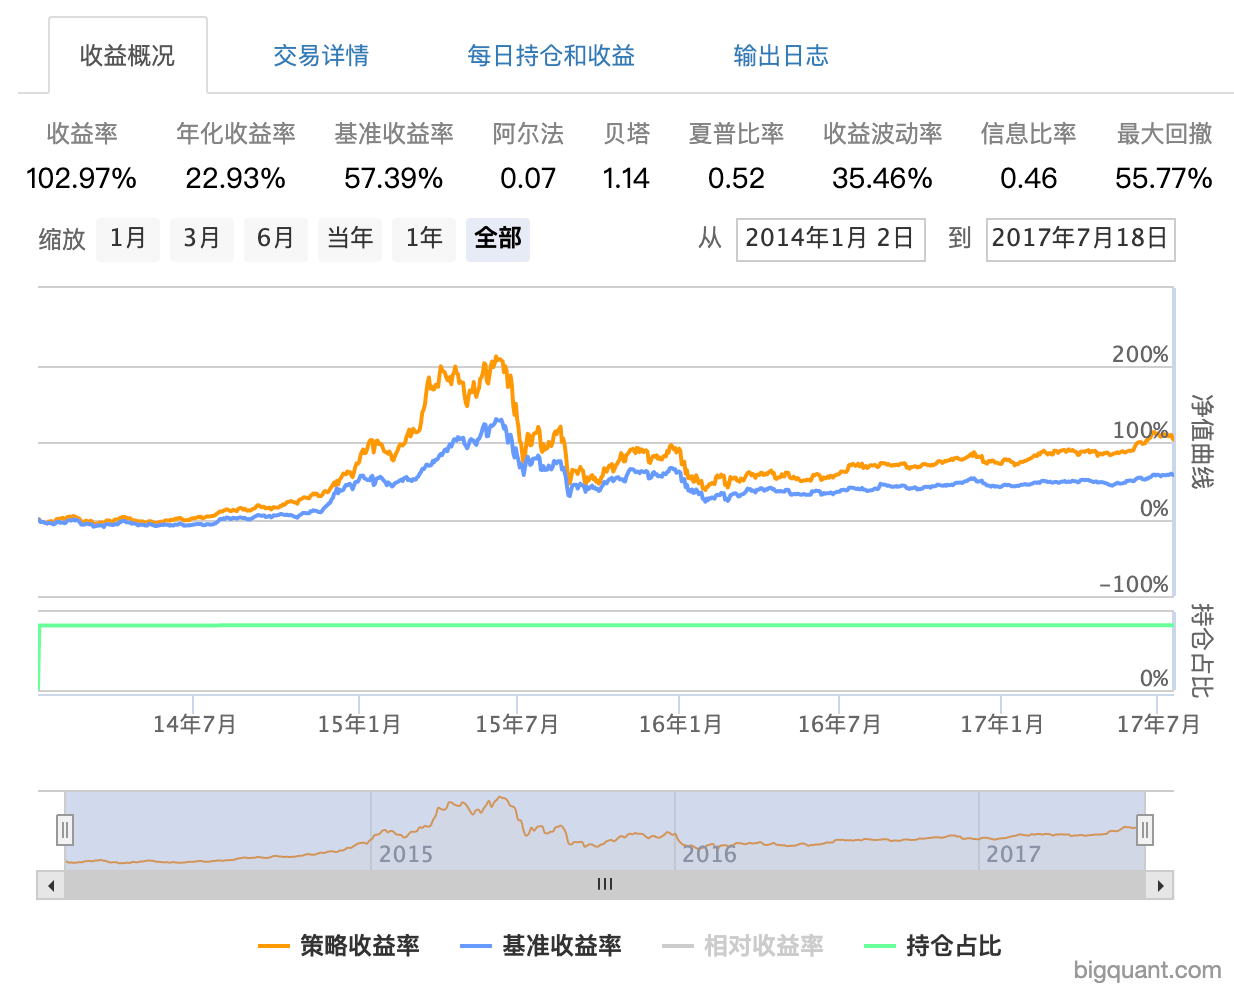 收益概况 交易详情 每日持仓和收益 输出日志
收益率 年化收益率 基准收益率 阿尔法 贝塔 夏普比率 收益波动率 信息比率 最大回撤
102.97% 22.93% 57.39% 0.07 1.14 0.52 35.46% 0.46 55.77%
缩放 1月 3月 6月 当年 1年 全部 从 2014年1月 2日 到 2017年7月18日
200%
100%
0%
-100%
净值曲线
0%
持仓占比
14年7月 15年1月 15年7月 16年1月 16年7月 17年1月 17年7月
2015 2016 2017
策略收益率 基准收益率 相对收益率 持仓占比
bigquant.com